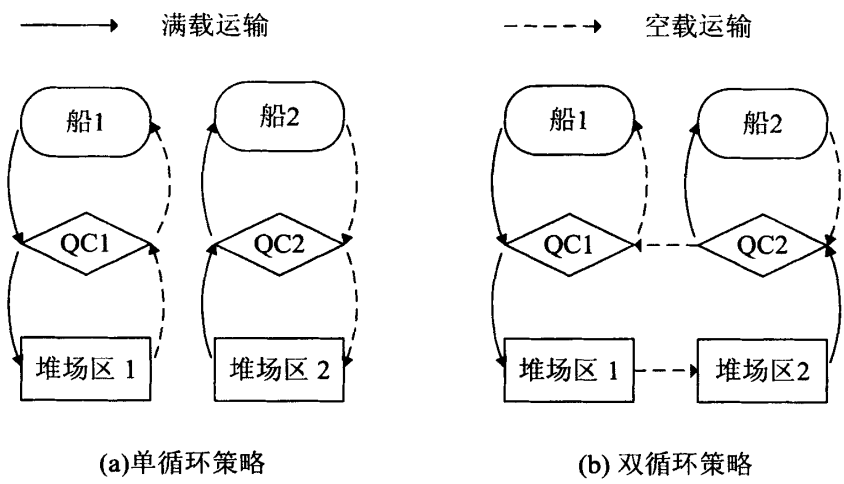 满载运输
空载运输
船1
船2
船1
船2
QC1
QC2
QC1
QC2
堆场区 1
堆场区 2
堆场区 1
堆场区2
(a)单循环策略
(b) 双循环策略